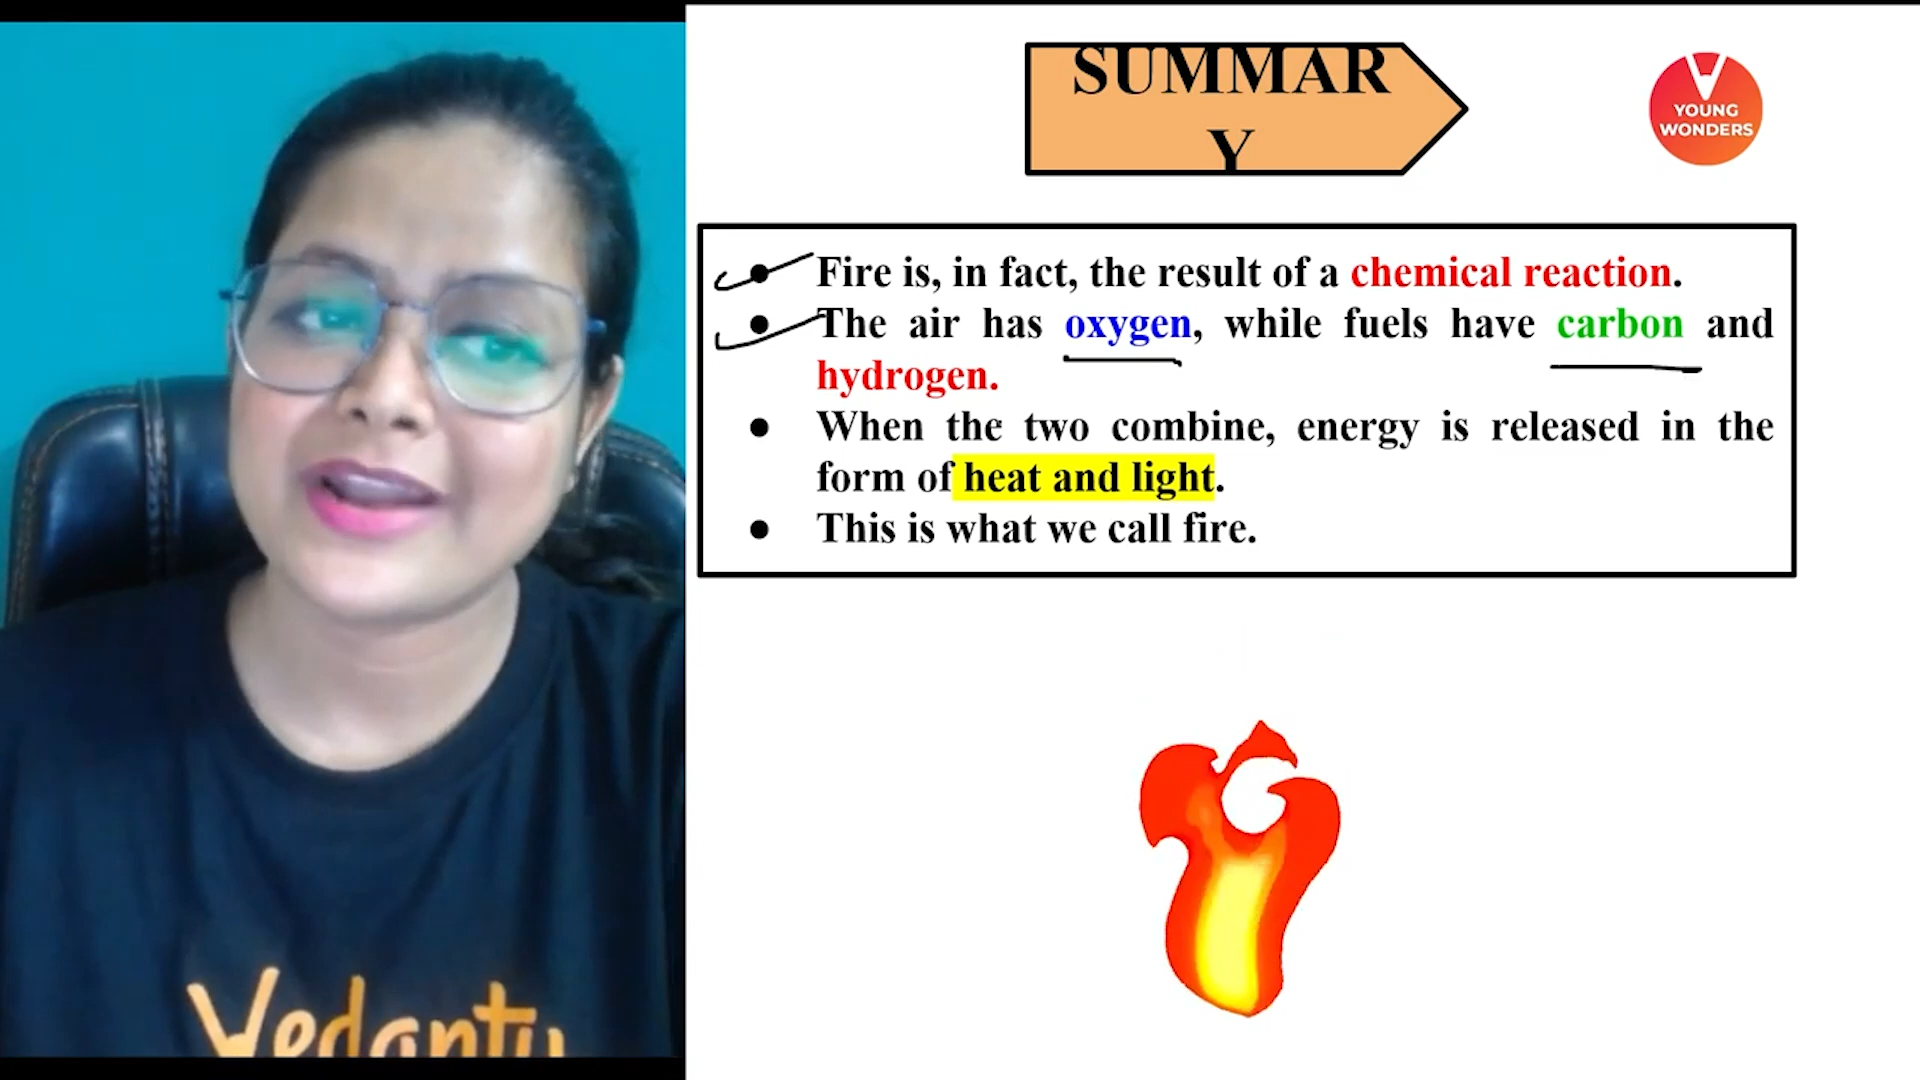 SUMMAR
Y
YOUNG
WONDERS
● Fire is, in fact, the result of a chemical reaction.
● The air has oxygen, while fuels have carbon and
hydrogen.
● When the two combine, energy is released in the
form of heat and light.
● This is what we call fire.
Vedantu